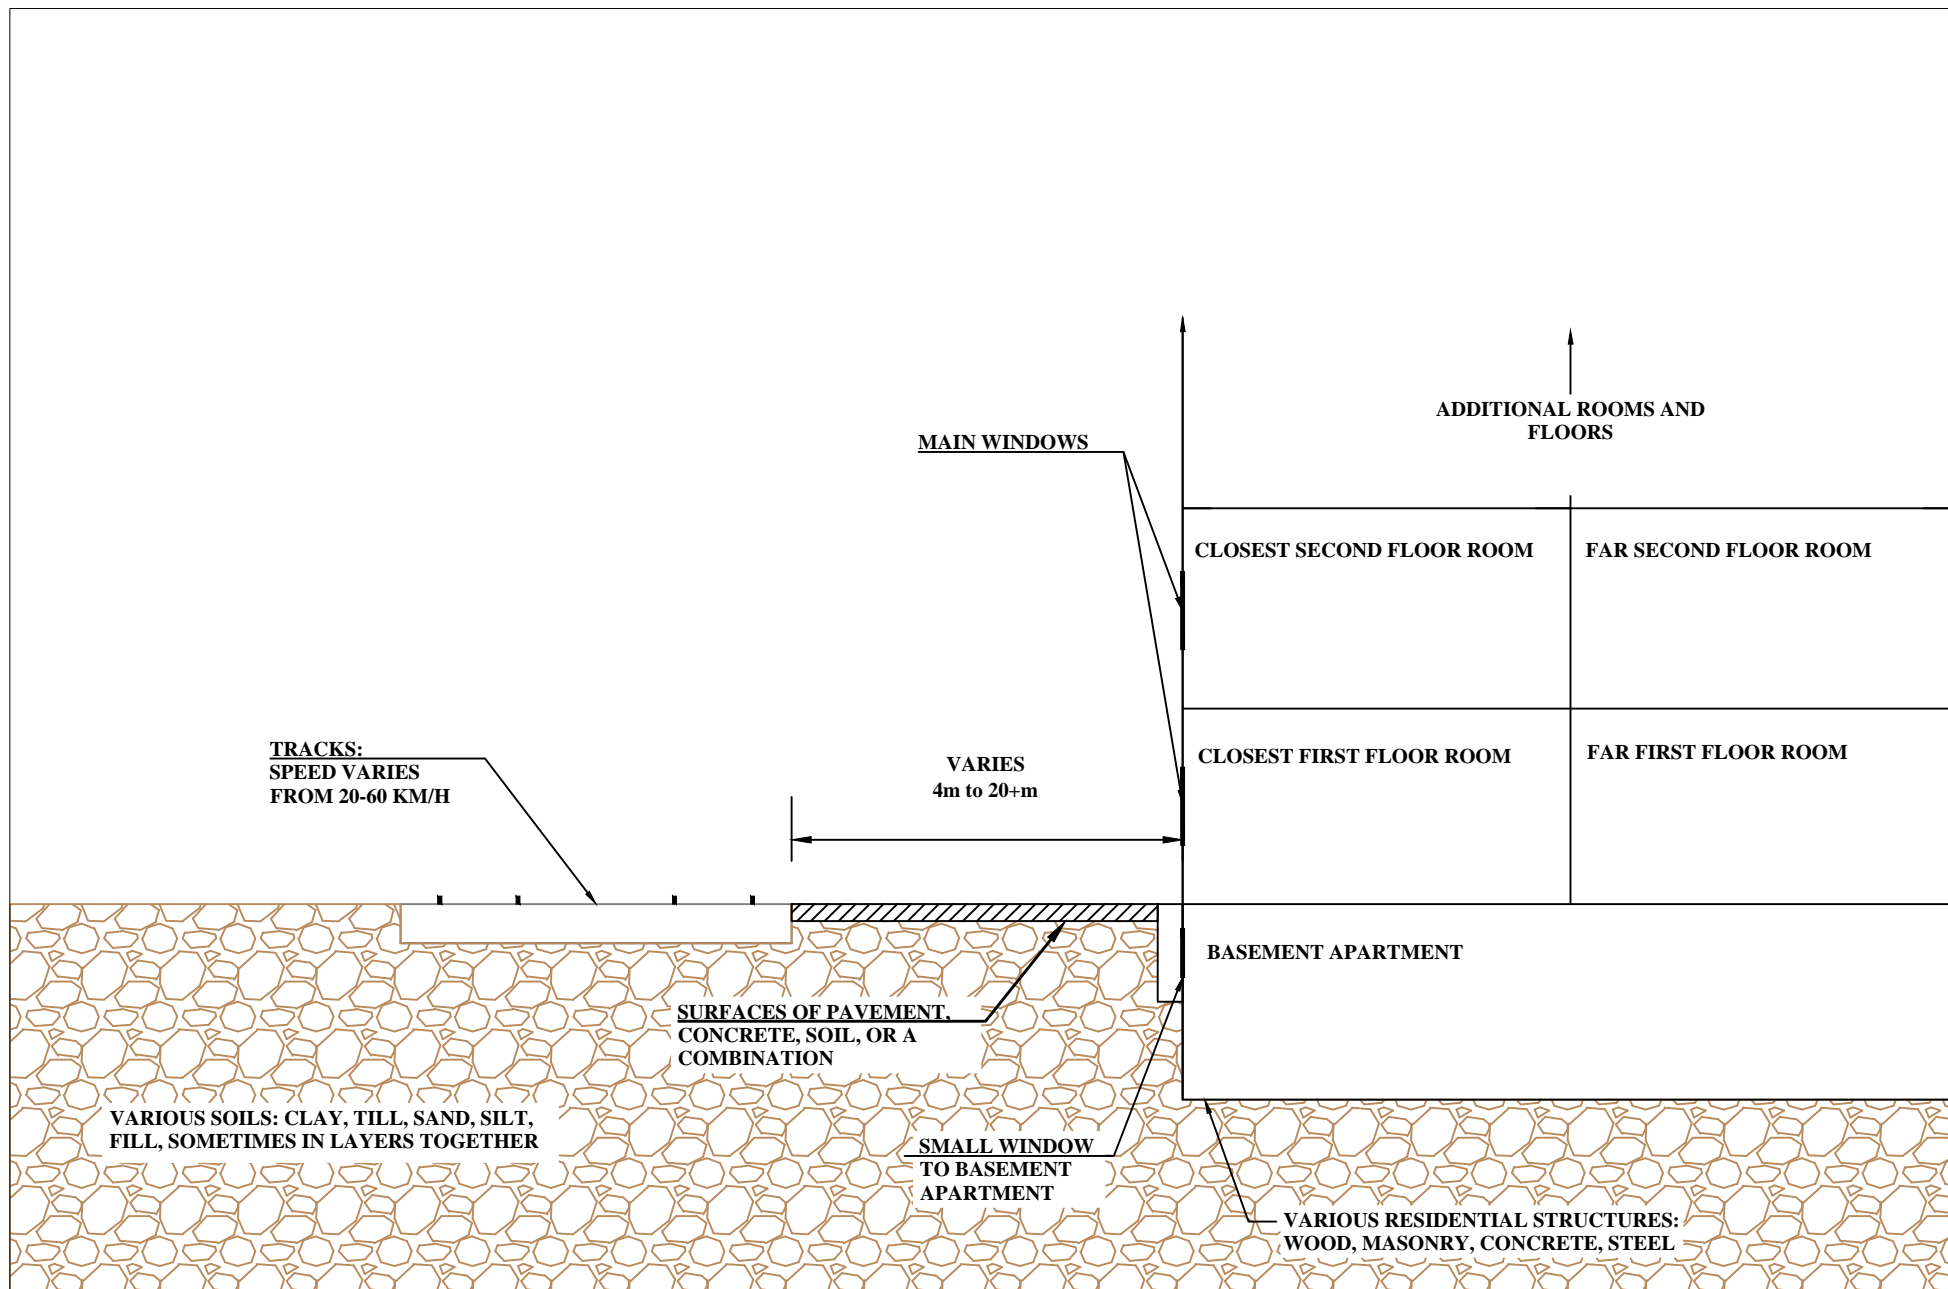 ADDITIONAL ROOMS AND
FLOORS
MAIN WINDOWS
CLOSEST SECOND FLOOR ROOM
FAR SECOND FLOOR ROOM
TRACKS:
SPEED VARIES
FROM 20-60 KM/H
VARIES
4m to 20+m
CLOSEST FIRST FLOOR ROOM
FAR FIRST FLOOR ROOM
BASEMENT APARTMENT
SURFACES OF PAVEMENT,
CONCRETE, SOIL, OR A
COMBINATION
VARIOUS SOILS: CLAY, TILL, SAND, SILT,
FILL, SOMETIMES IN LAYERS TOGETHER
SMALL WINDOW
TO BASEMENT
APARTMENT
VARIOUS RESIDENTIAL STRUCTURES:
WOOD, MASONRY, CONCRETE, STEEL